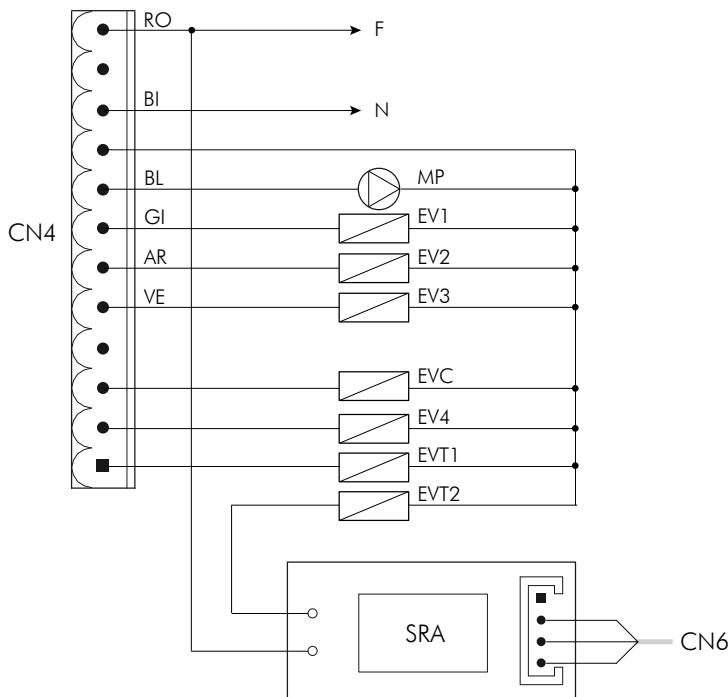 RO F
BI N
BL MP
CN4
GI EV1
AR EV2
VE EV3
EVC
EV4
EVT1
EVT2
SRA
CN6